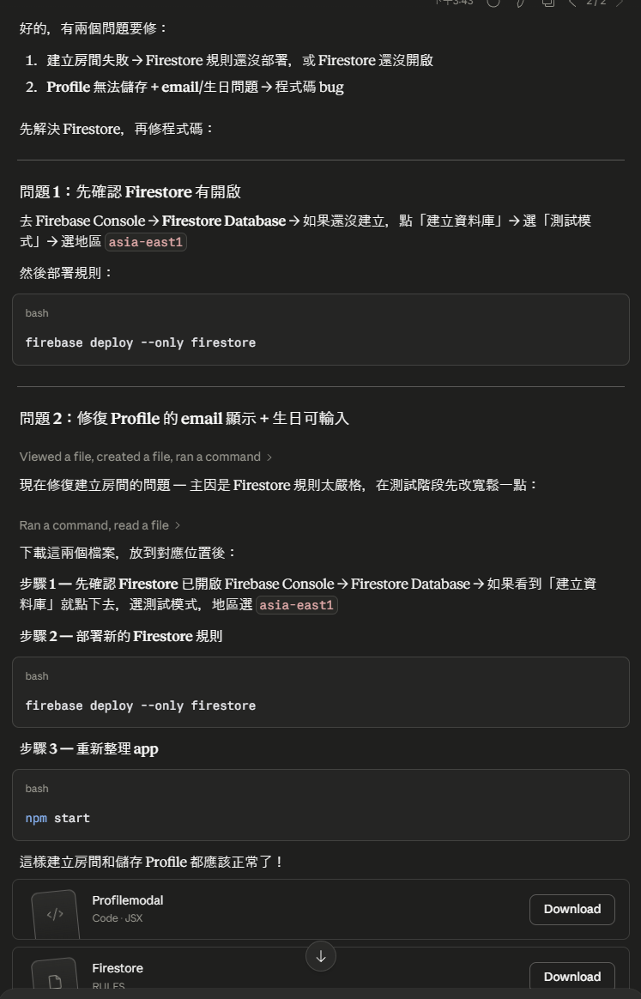 下午3:43 2 / 2
好的，有兩個問題要修：
1. 建立房間失敗 → Firestore 規則還沒部署，或 Firestore 還沒開啟
2. Profile 無法儲存 + email/生日問題 → 程式碼 bug
先解決 Firestore，再修程式碼：
問題 1：先確認 Firestore 有開啟
去 Firebase Console → Firestore Database → 如果還沒建立，點「建立資料庫」→ 選「測試模
式」→ 選地區 asia-east1
然後部署規則：
bash
firebase deploy --only firestore
問題 2：修復 Profile 的 email 顯示 + 生日可輸入
Viewed a file, created a file, ran a command
現在修復建立房間的問題 — 主因是 Firestore 規則太嚴格，在測試階段先改寬鬆一點：
Ran a command, read a file
下載這兩個檔案，放到對應位置後：
步驟 1 — 先確認 Firestore 已開啟 Firebase Console → Firestore Database → 如果看到「建立資
料庫」就點下去，選測試模式，地區選 asia-east1
步驟 2 — 部署新的 Firestore 規則
bash
firebase deploy --only firestore
步驟 3 — 重新整理 app
bash
npm start
這樣建立房間和儲存 Profile 都應該正常了！
Profilemodal
Code · JSX
Download
Firestore
RULES
Download